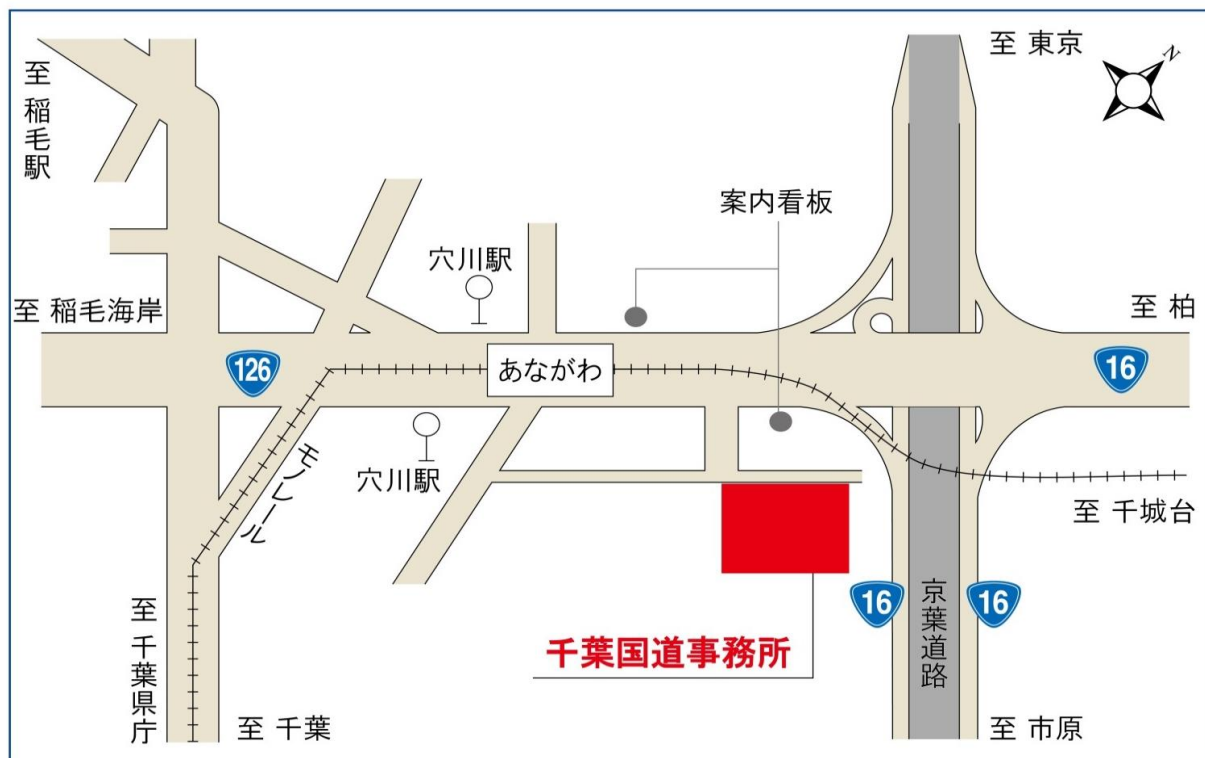 至 東京
N
至 稲毛駅
案内看板
穴川駅
至 稲毛海岸
至 柏
126
あながわ
16
モノレール
穴川駅
至 千城台
16
16
京葉道路
至 千葉県庁
千葉国道事務所
至 千葉
至 市原